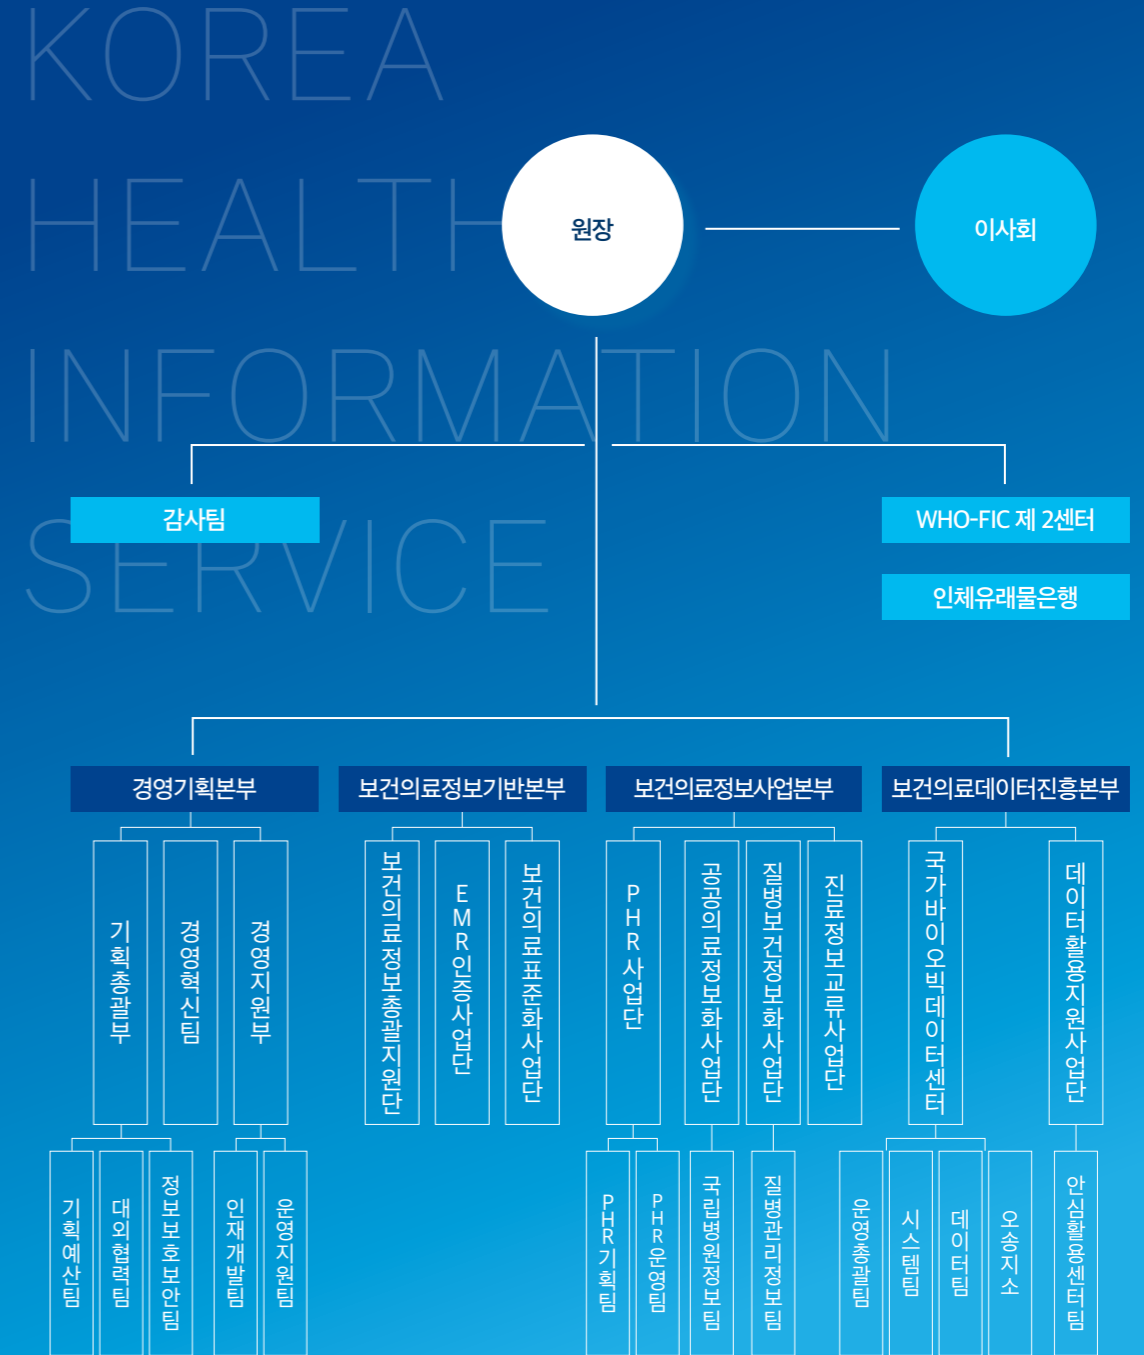 KOREA
HEALTH
INFORMATION
SERVICE
원장
이사회
감사팀
WHO-FIC 제 2센터
인체유래물은행
경영기획본부
보건의료정보기반본부
보건의료정보사업본부
보건의료데이터진흥본부
기획총괄부
경영혁신팀
경영지원부
보건의료정보총괄지원단
EMR인증사업단
보건의료표준화사업단
PHR사업단
공공의료정보화사업단
질병보건정보화사업단
진료정보교류사업단
국가바이오빅데이터센터
데이터활용지원사업단
기획예산팀
대외협력팀
정보보호보안팀
인재개발팀
운영지원팀
PHR기획팀
PHR운영팀
국립병원정보팀
질병관리정보팀
운영총괄팀
시스템팀
데이터팀
오송지소
안심활용센터팀